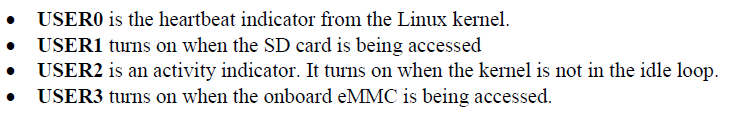 • USER0 is the heartbeat indicator from the Linux kernel.
• USER1 turns on when the SD card is being accessed
• USER2 is an activity indicator. It turns on when the kernel is not in the idle loop.
• USER3 turns on when the onboard eMMC is being accessed.